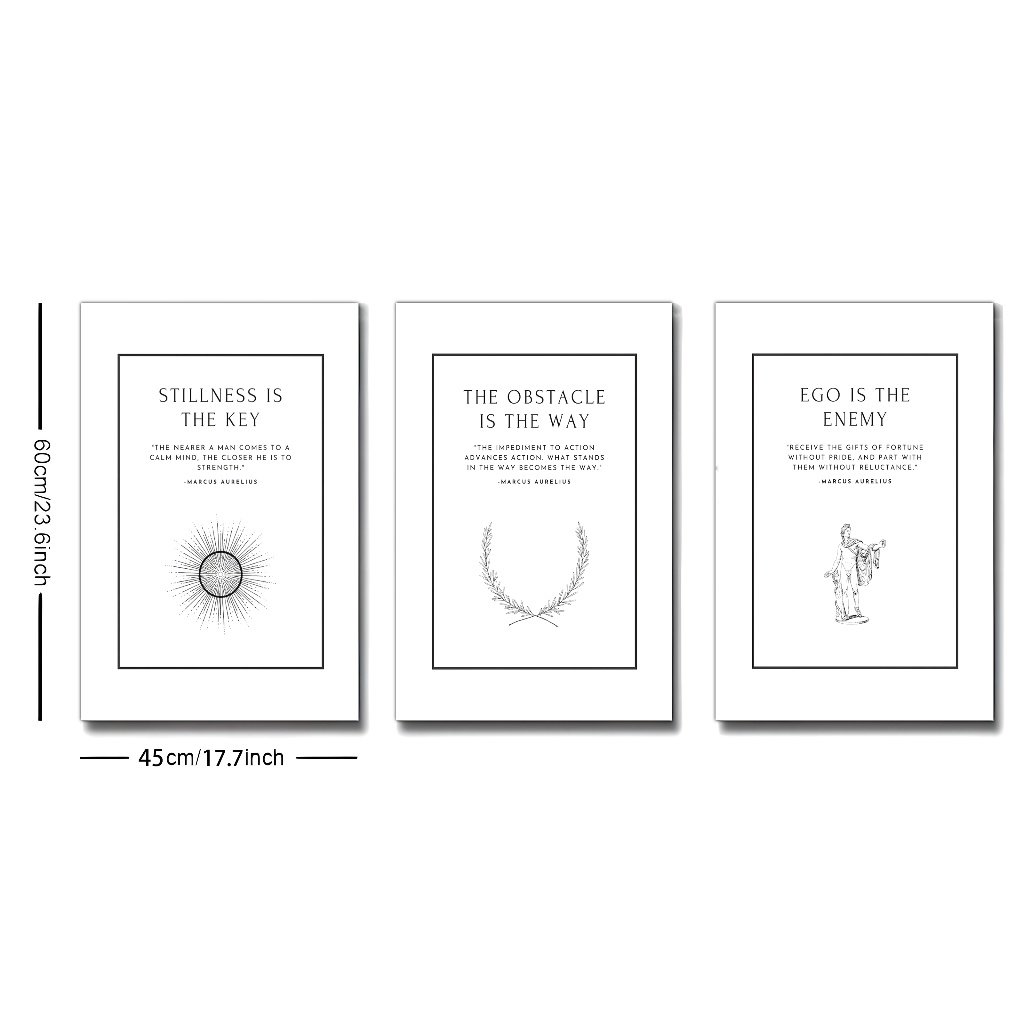 60cm/23.6inch
STILLNESS IS
THE KEY
"THE NEARER A MAN COMES TO A
CALM MIND, THE CLOSER HE IS TO
STRENGTH."
-MARCUS AURELIUS
THE OBSTACLE
IS THE WAY
"THE IMPEDIMENT TO ACTION
ADVANCES ACTION. WHAT STANDS
IN THE WAY BECOMES THE WAY."
-MARCUS AURELIUS
EGO IS THE
ENEMY
"RECEIVE THE GIFTS OF FORTUNE
WITHOUT PRIDE, AND PART WITH
THEM WITHOUT RELUCTANCE."
-MARCUS AURELIUS
45cm/17.7inch